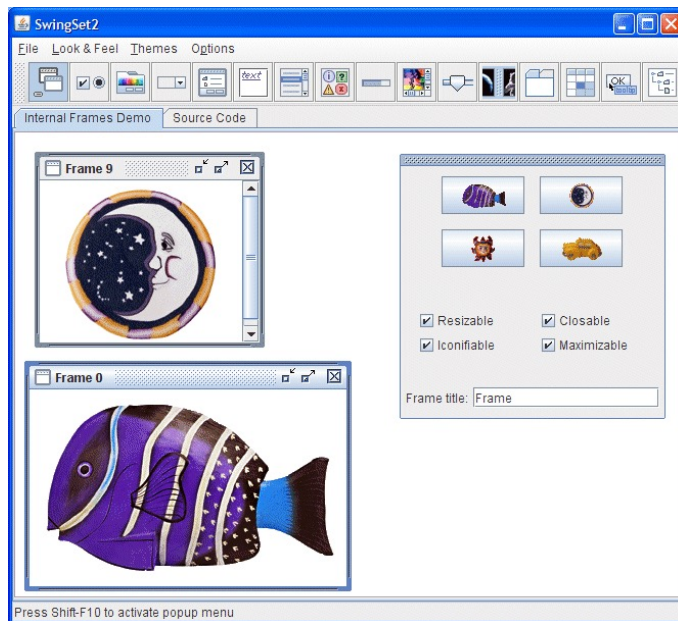 SwingSet2
File Look & Feel Themes Options
text
OK
Internal Frames Demo Source Code
Frame 9
Resizable Closable
Iconifiable Maximizable
Frame 0
Frame title: Frame
Press Shift-F10 to activate popup menu